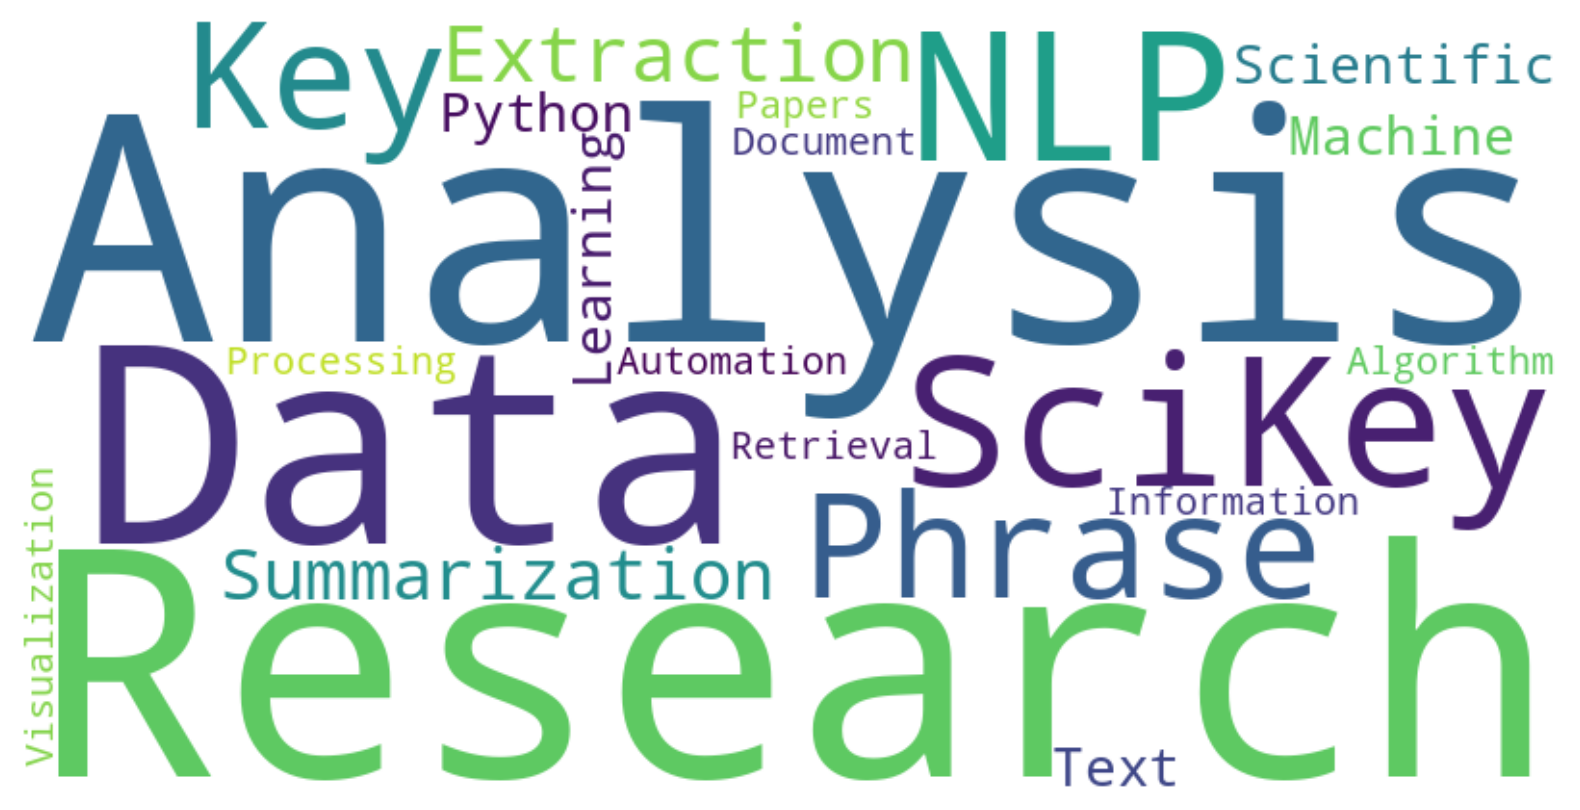 Key
Extraction
NLP
Scientific
Python
Papers
Document
Machine
Analysis
Learning
Processing
Automation
Algorithm
Data
SciKey
Retrieval
Information
Phrase
Visualization
Summarization
Research
Text